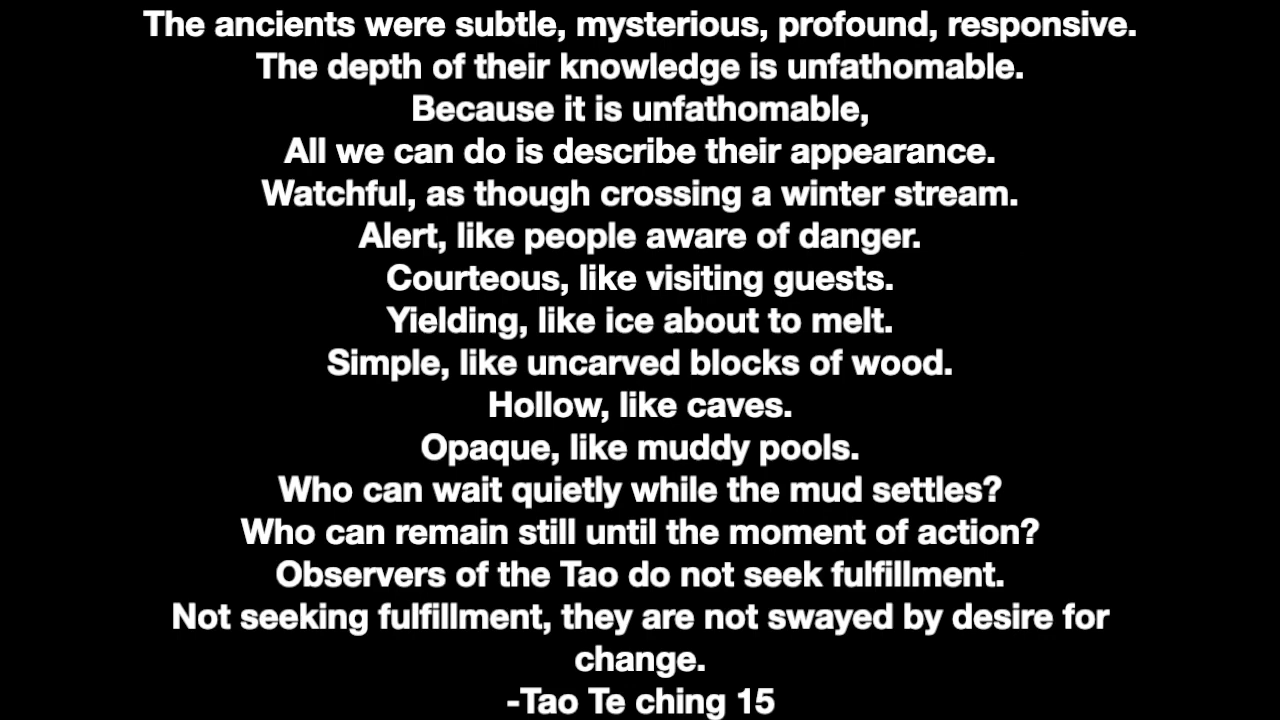 The ancients were subtle, mysterious, profound, responsive.
The depth of their knowledge is unfathomable.
Because it is unfathomable,
All we can do is describe their appearance.
Watchful, as though crossing a winter stream.
Alert, like people aware of danger.
Courteous, like visiting guests.
Yielding, like ice about to melt.
Simple, like uncarved blocks of wood.
Hollow, like caves.
Opaque, like muddy pools.
Who can wait quietly while the mud settles?
Who can remain still until the moment of action?
Observers of the Tao do not seek fulfillment.
Not seeking fulfillment, they are not swayed by desire for
change.
-Tao Te ching 15